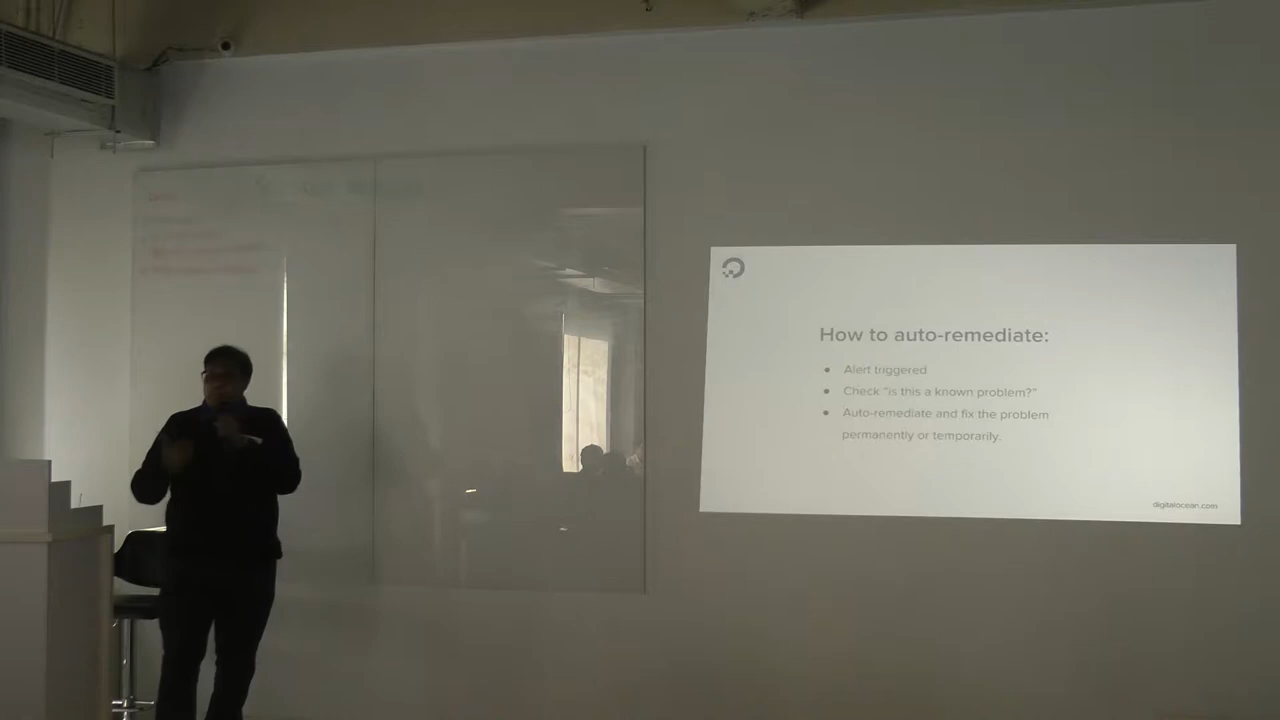 How to auto-remediate:
● Alert triggered
● Check "is this a known problem?"
● Auto-remediate and fix the problem
permanently or temporarily.
digitalocean.com